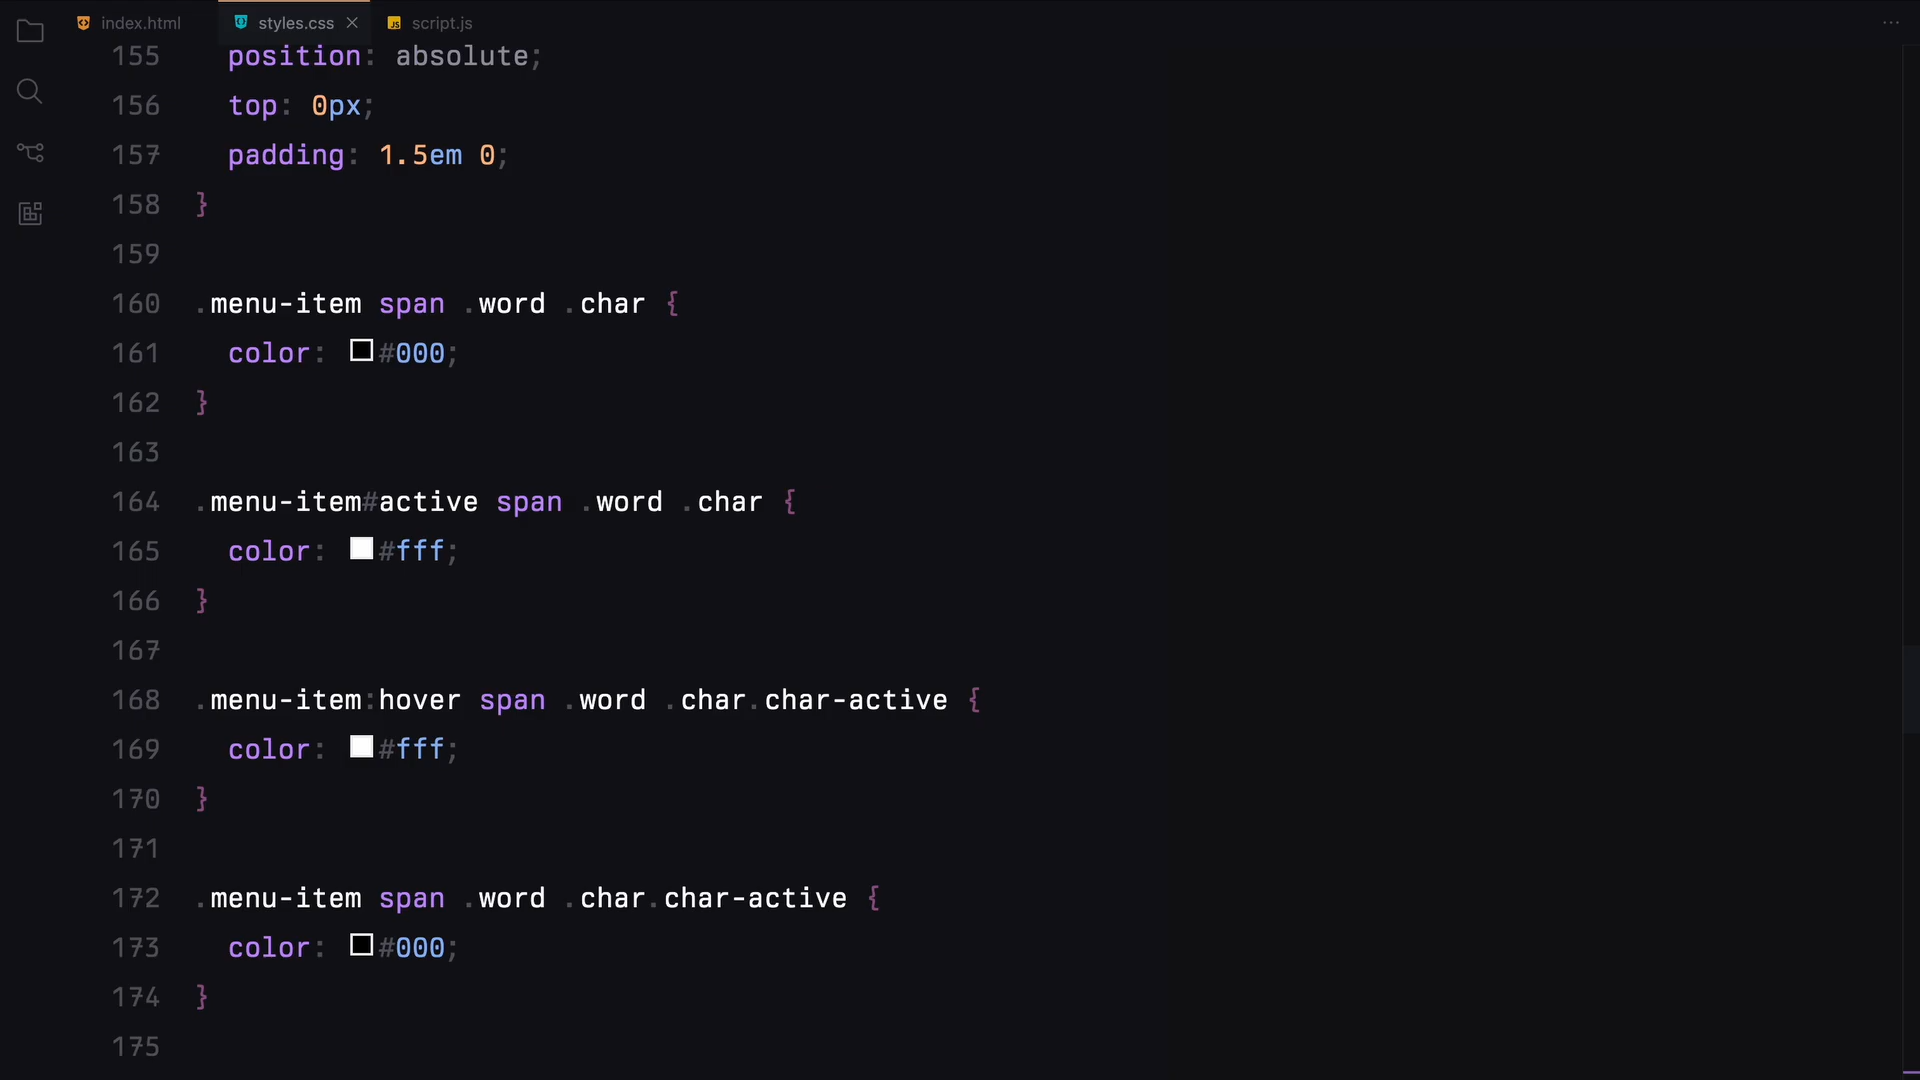 index.html styles.css script.js
155 position: absolute;
156 top: 0px;
157 padding: 1.5em 0;
158 }
159
160 .menu-item span .word .char {
161 color: #000;
162 }
163
164 .menu-item#active span .word .char {
165 color: #fff;
166 }
167
168 .menu-item:hover span .word .char.char-active {
169 color: #fff;
170 }
171
172 .menu-item span .word .char.char-active {
173 color: #000;
174 }
175